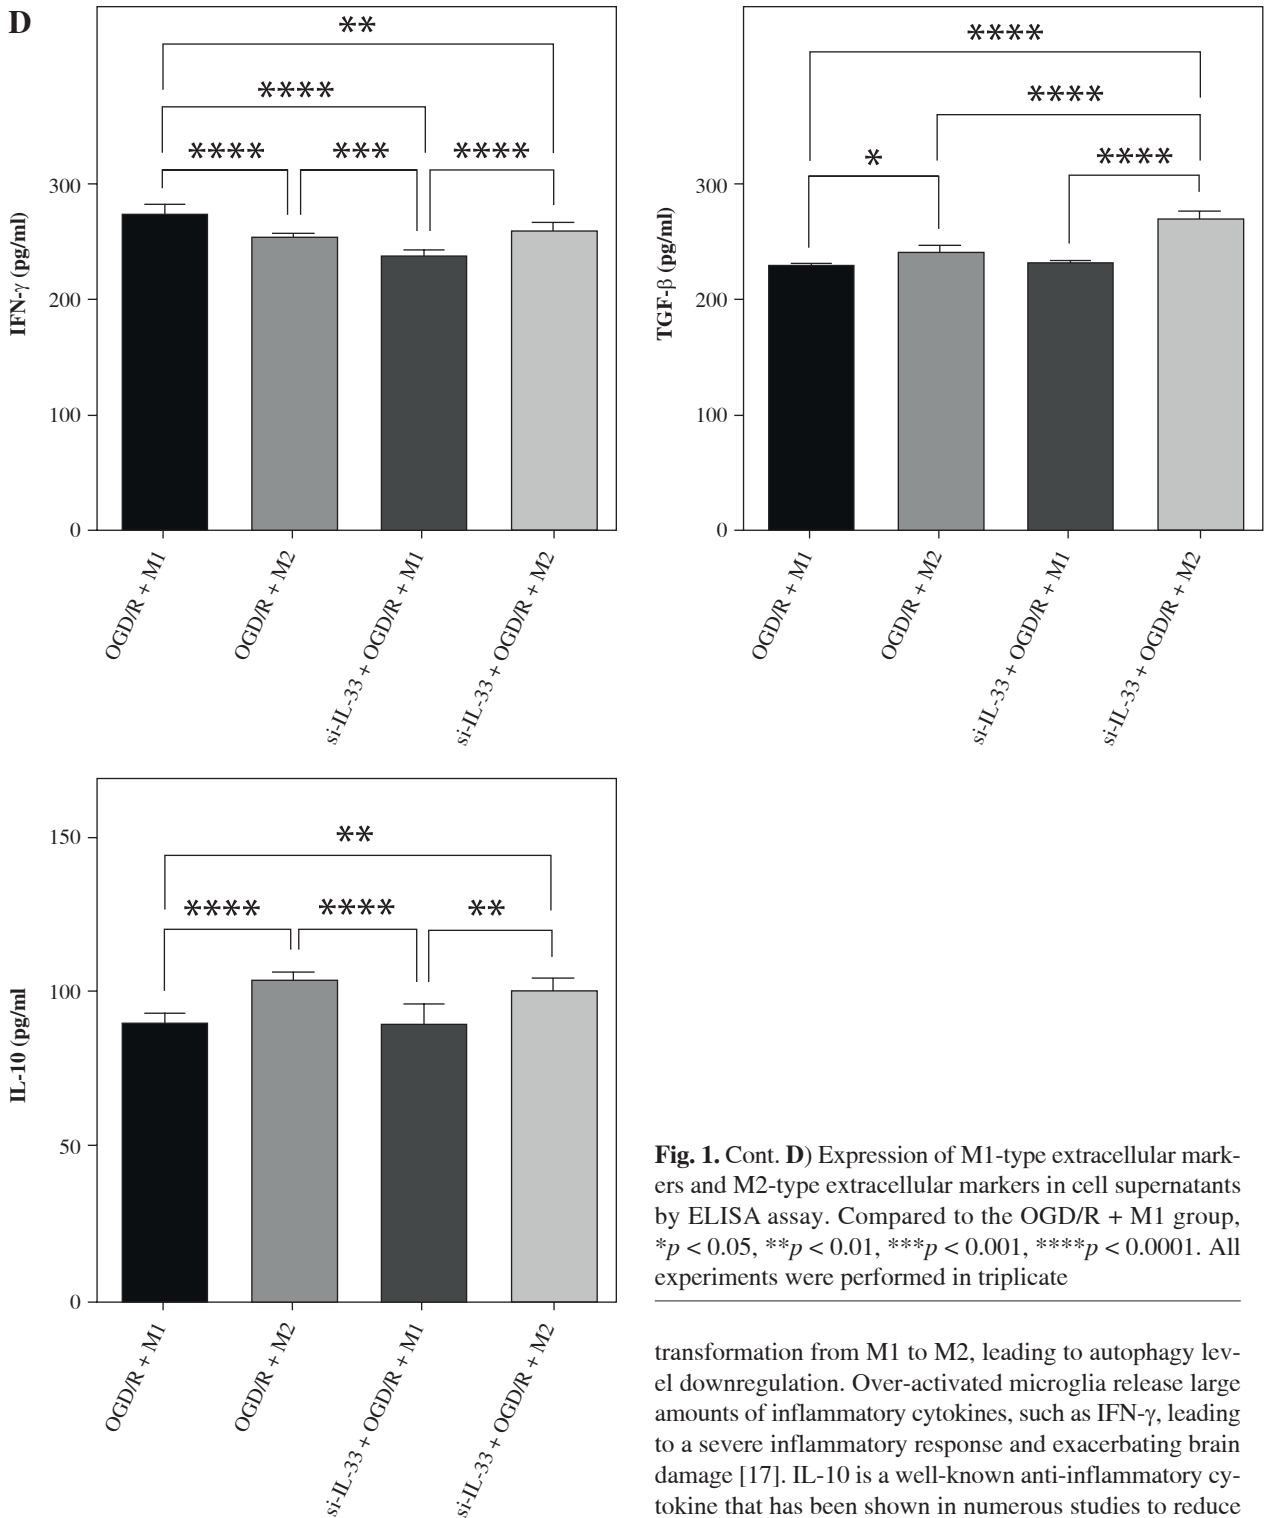 D
**
****
****
***
****
300
200
100
0
IFN-γ (pg/ml)
OGD/R + M1
OGD/R + M2
si-IL-33 + OGD/R + M1
si-IL-33 + OGD/R + M2
****
****
*
****
300
200
100
0
TGF-β (pg/ml)
OGD/R + M1
OGD/R + M2
si-IL-33 + OGD/R + M1
si-IL-33 + OGD/R + M2
**
****
****
**
150
100
50
0
IL-10 (pg/ml
OGD/R + M1
OGD/R + M2
si-IL-33 + OGD/R + M1
si-IL-33 + OGD/R + M2
Fig. 1. Cont. D) Expression of M1-type extracellular mark-
ers and M2-type extracellular markers in cell supernatants
by ELISA assay. Compared to the OGD/R + M1 group,
*p < 0.05, **p < 0.01, ***p < 0.001, ****p < 0.0001. All
experiments were performed in triplicate
transformation from M1 to M2, leading to autophagy lev-
el downregulation. Over-activated microglia release large
amounts of inflammatory cytokines, such as IFN-γ, leading
to a severe inflammatory response and exacerbating brain
damage [17]. IL-10 is a well-known anti-inflammatory cy-
tokine that has been shown in numerous studies to reduce